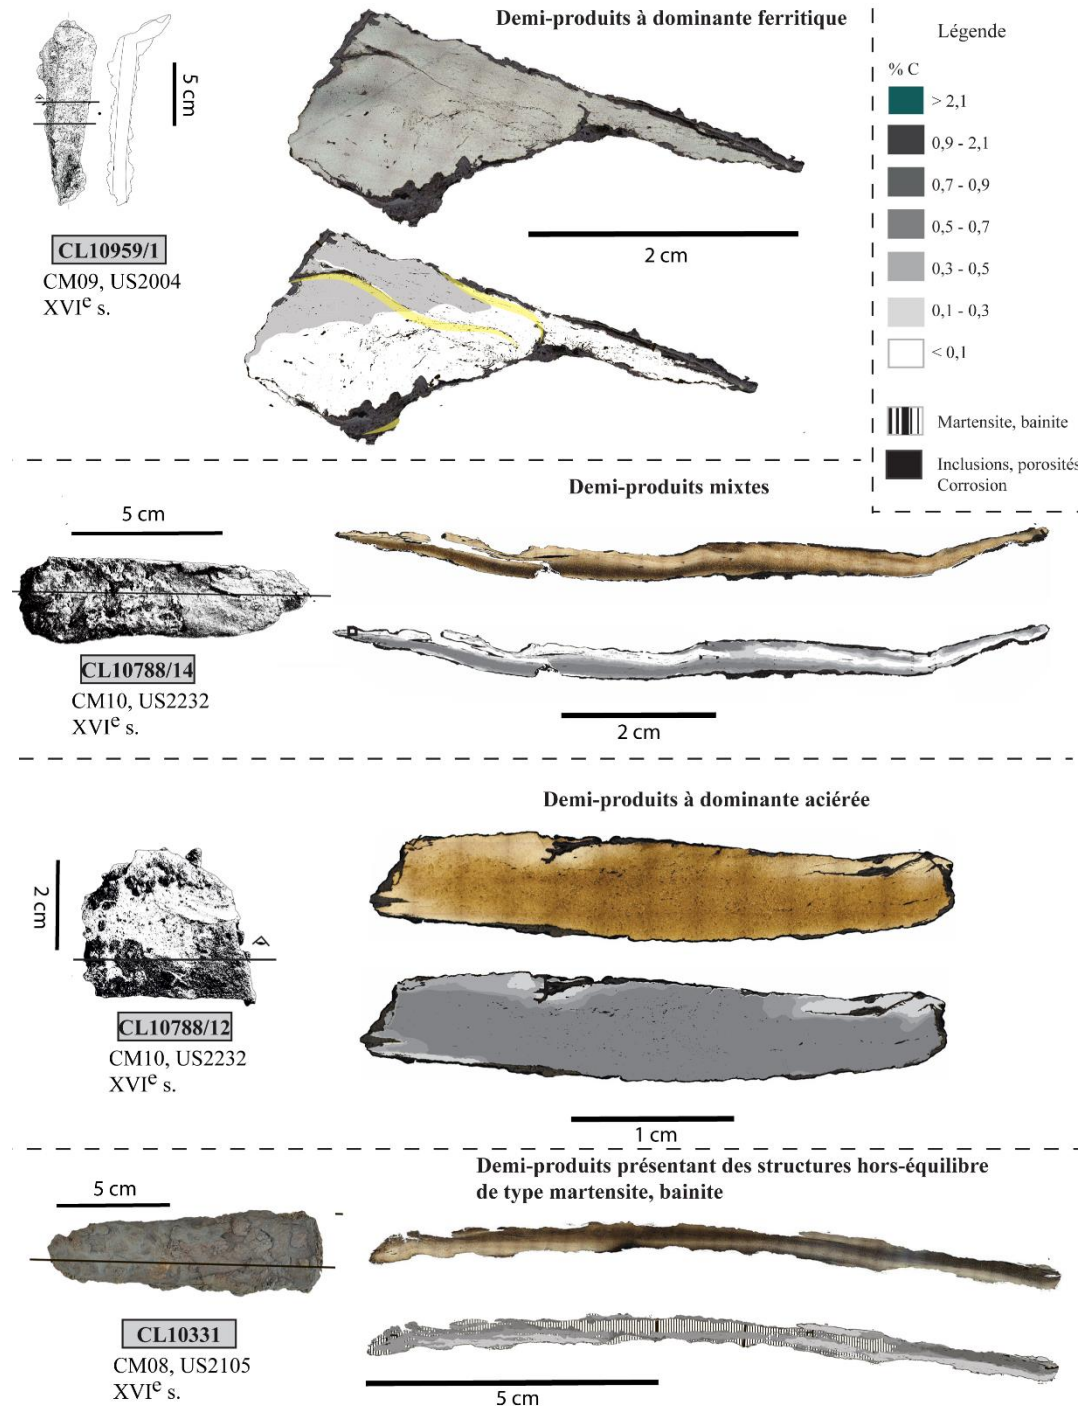 Demi-produits à dominante ferritique
5 cm
CL10959/1
CM09, US2004
XVIe s.
2 cm
Légende
% C
> 2,1
0,9 - 2,1
0,7 - 0,9
0,5 - 0,7
0,3 - 0,5
0,1 - 0,3
< 0,1
Martensite, bainite
Inclusions, porosités
Corrosion
Demi-produits mixtes
5 cm
CL10788/14
CM10, US2232
XVIe s.
2 cm
Demi-produits à dominante aciérée
2 cm
CL10788/12
CM10, US2232
XVIe s.
1 cm
Demi-produits présentant des structures hors-équilibre
de type martensite, bainite
5 cm
CL10331
CM08, US2105
XVIe s.
5 cm